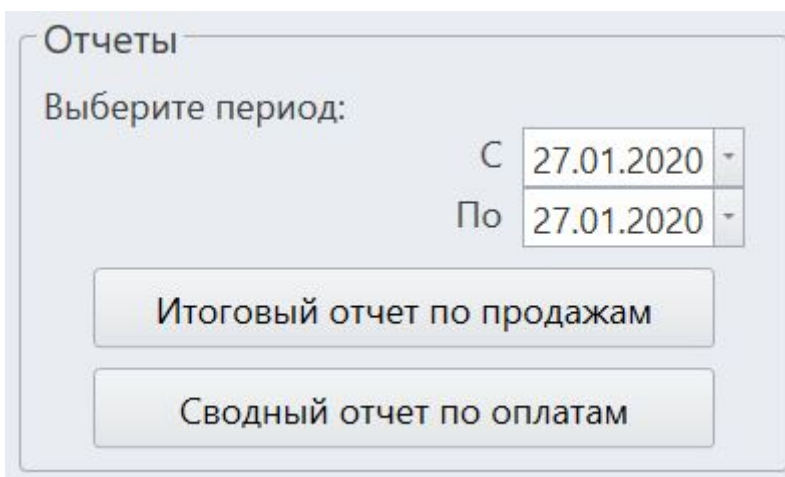 Отчеты
Выберите период:
С 27.01.2020
По 27.01.2020
Итоговый отчет по продажам
Сводный отчет по оплатам